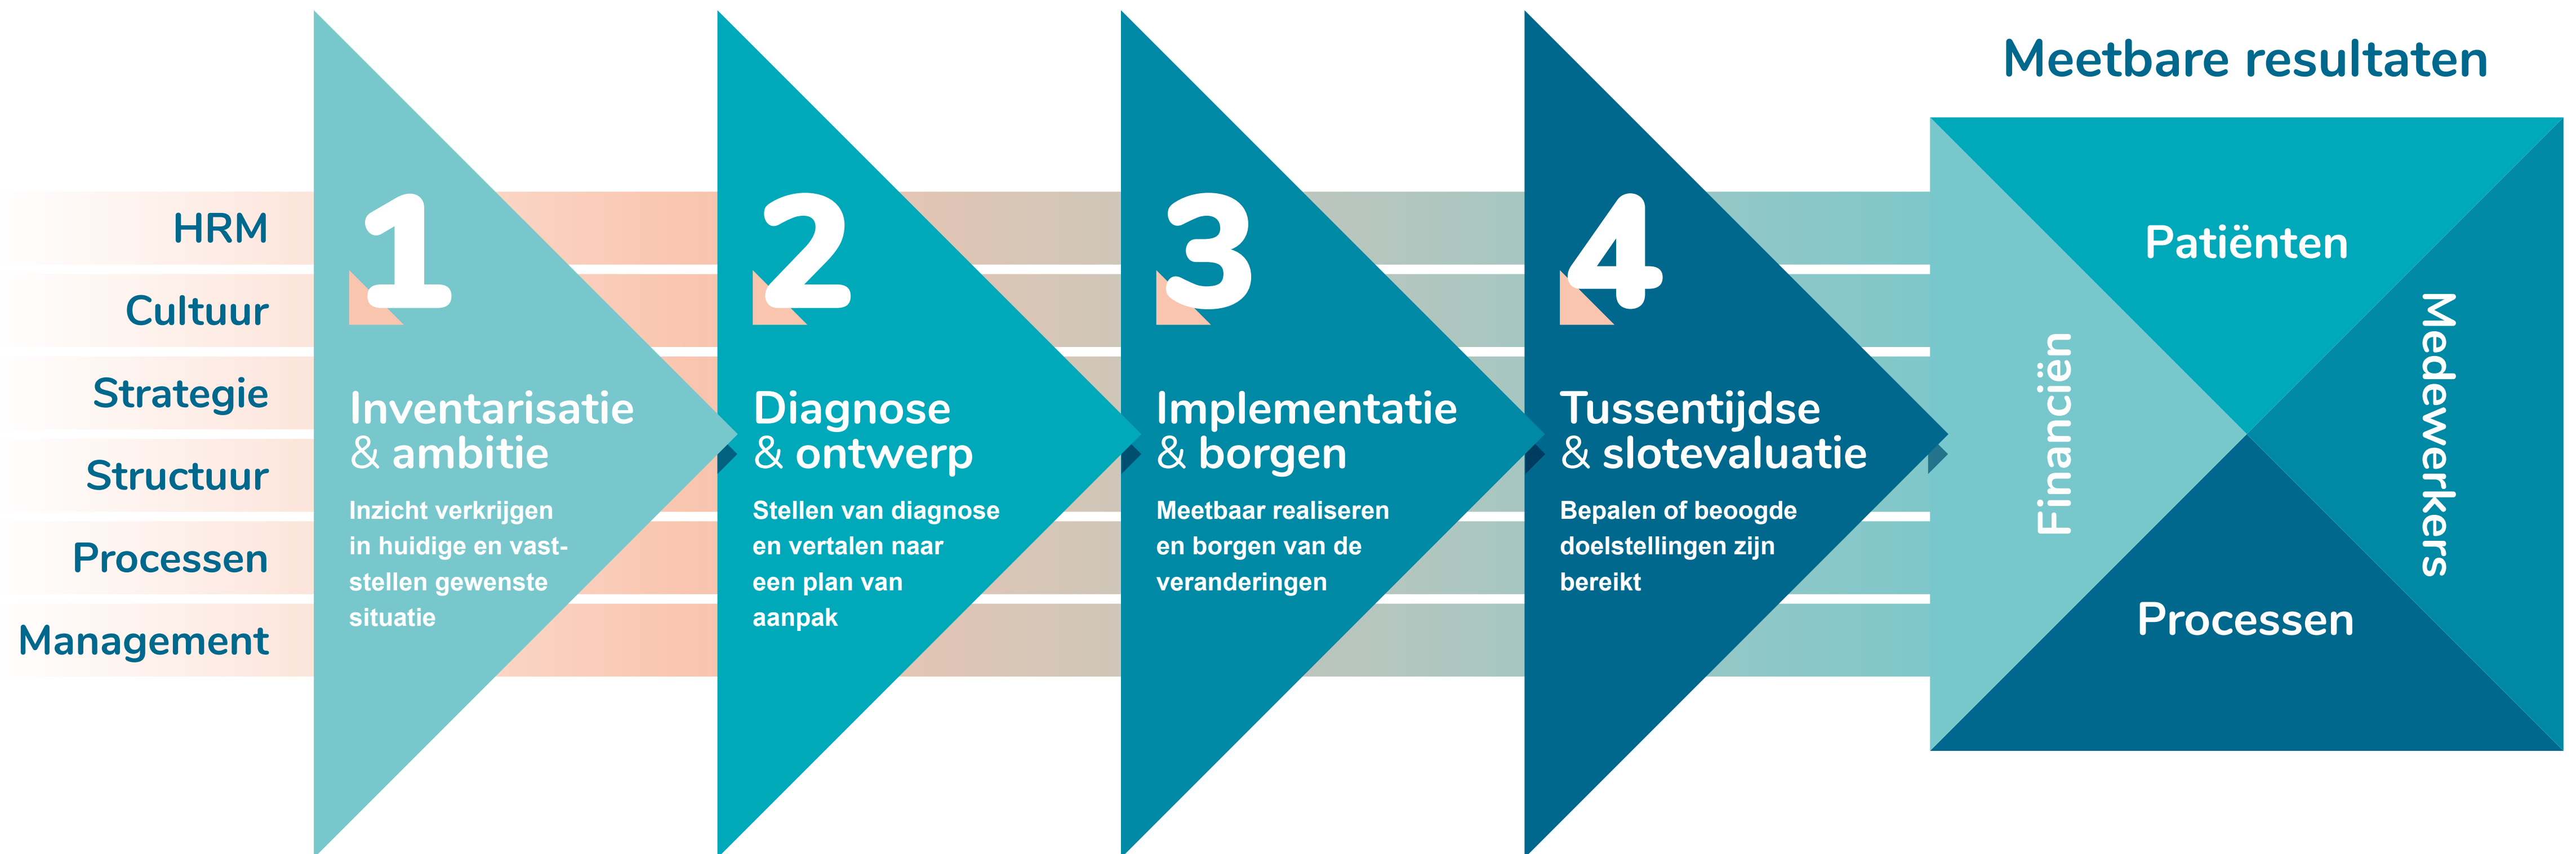 HRM
Cultuur
Strategie
Structuur
Processen
Management
1
Inventarisatie
& ambitie
Inzicht verkrijgen
in huidige en vast-
stellen gewenste
situatie
2
Diagnose
& ontwerp
Stellen van diagnose
en vertalen naar
een plan van
aanpak
3
Implementatie
& borgen
Meetbaar realiseren
en borgen van de
veranderingen
4
Tussentijdse
& slotevaluatie
Bepalen of beoogde
doelstellingen zijn
bereikt
Meetbare resultaten
Financiën
Patiënten
Medewerkers
Processen